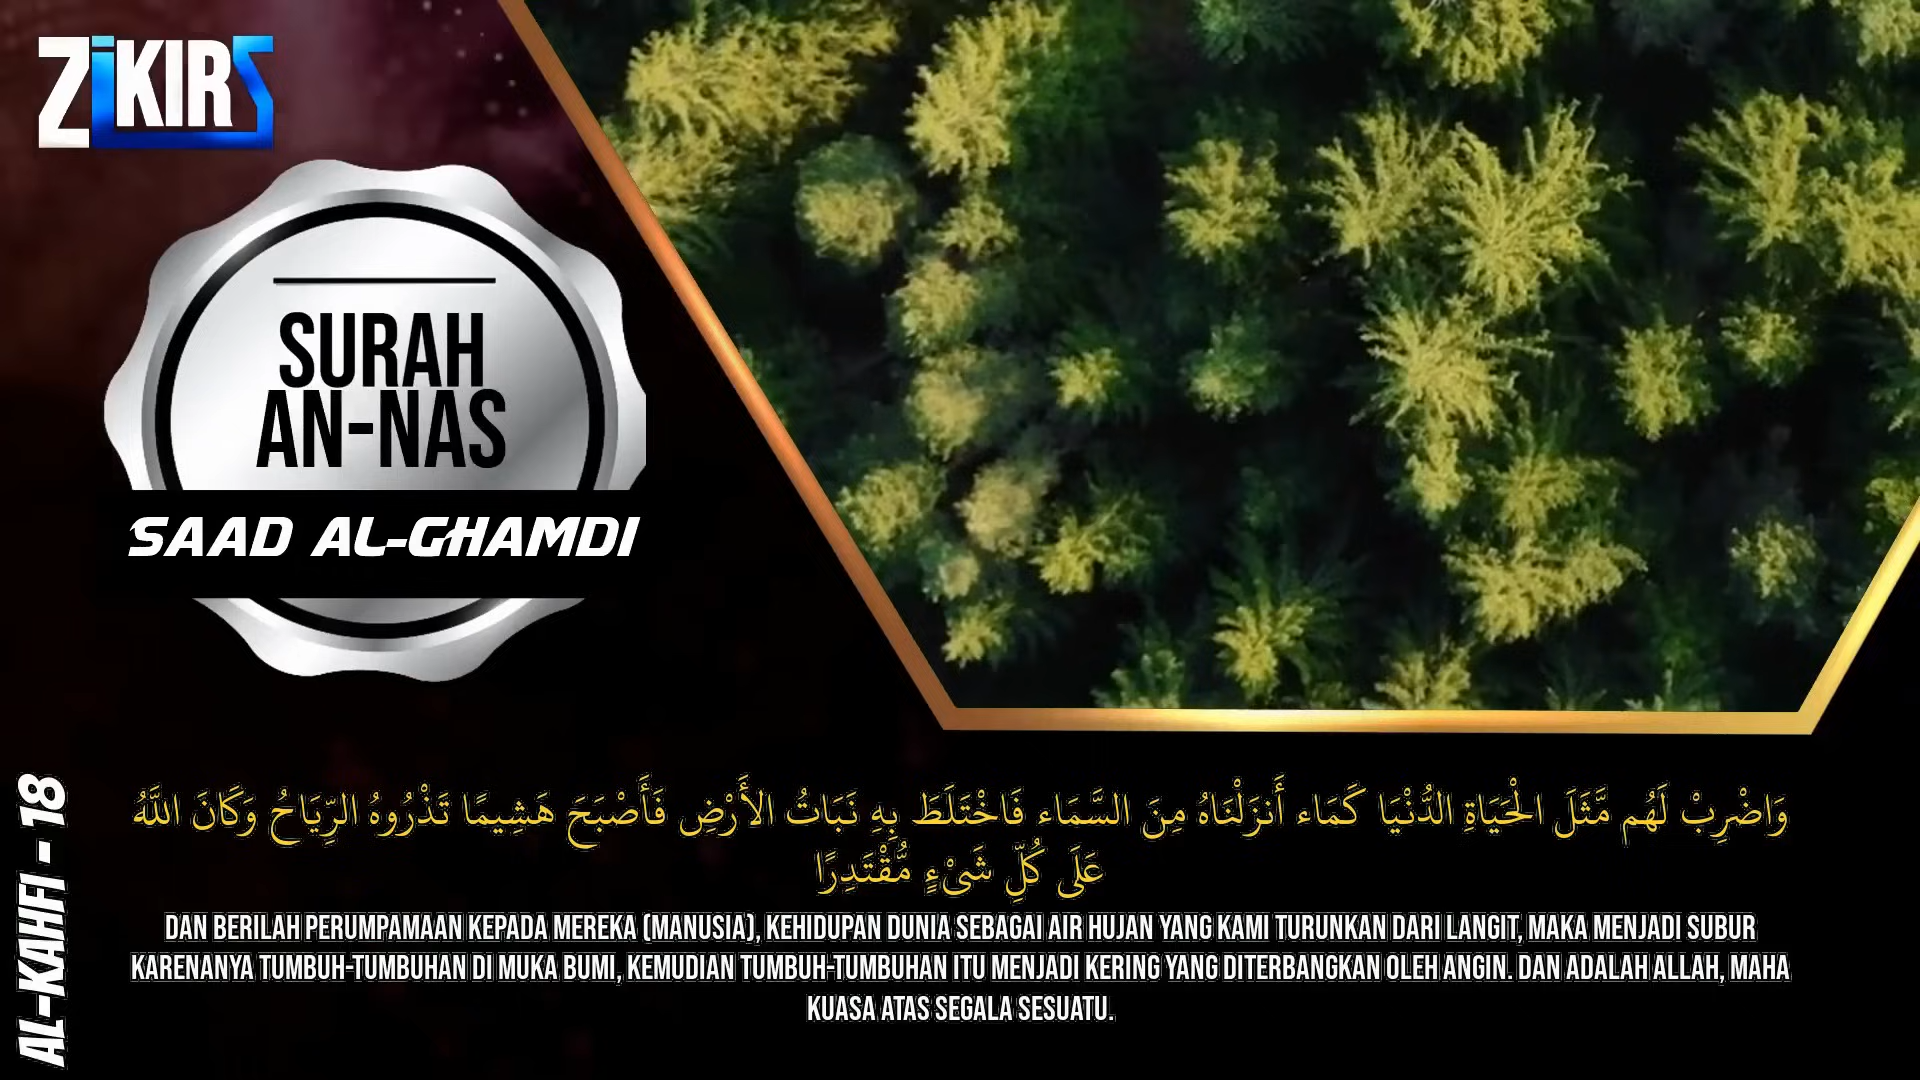 ZiKIRS
SURAH
AN-NAS
SAAD AL-GHAMDI
AL-KAHFI - 18
وَاضْرِبْ لَهُم مَّثَلَ الْحَيَاةِ الدُّنْيَا كَمَاء أَنزَلْنَاهُ مِنَ السَّمَاء فَاخْتَلَطَ بِهِ نَبَاتُ الأَرْضِ فَأَصْبَحَ هَشِيمًا تَذْرُوهُ الرِّيَاحُ وَكَانَ اللَّهُ
عَلَى كُلِّ شَيْءٍ مُّقْتَدِرًا
DAN BERILAH PERUMPAMAAN KEPADA MEREKA (MANUSIA), KEHIDUPAN DUNIA SEBAGAI AIR HUJAN YANG KAMI TURUNKAN DARI LANGIT, MAKA MENJADI SUBUR
KARENANYA TUMBUH-TUMBUHAN DI MUKA BUMI, KEMUDIAN TUMBUH-TUMBUHAN ITU MENJADI KERING YANG DITERBANGKAN OLEH ANGIN. DAN ADALAH ALLAH, MAHA
KUASA ATAS SEGALA SESUATU.